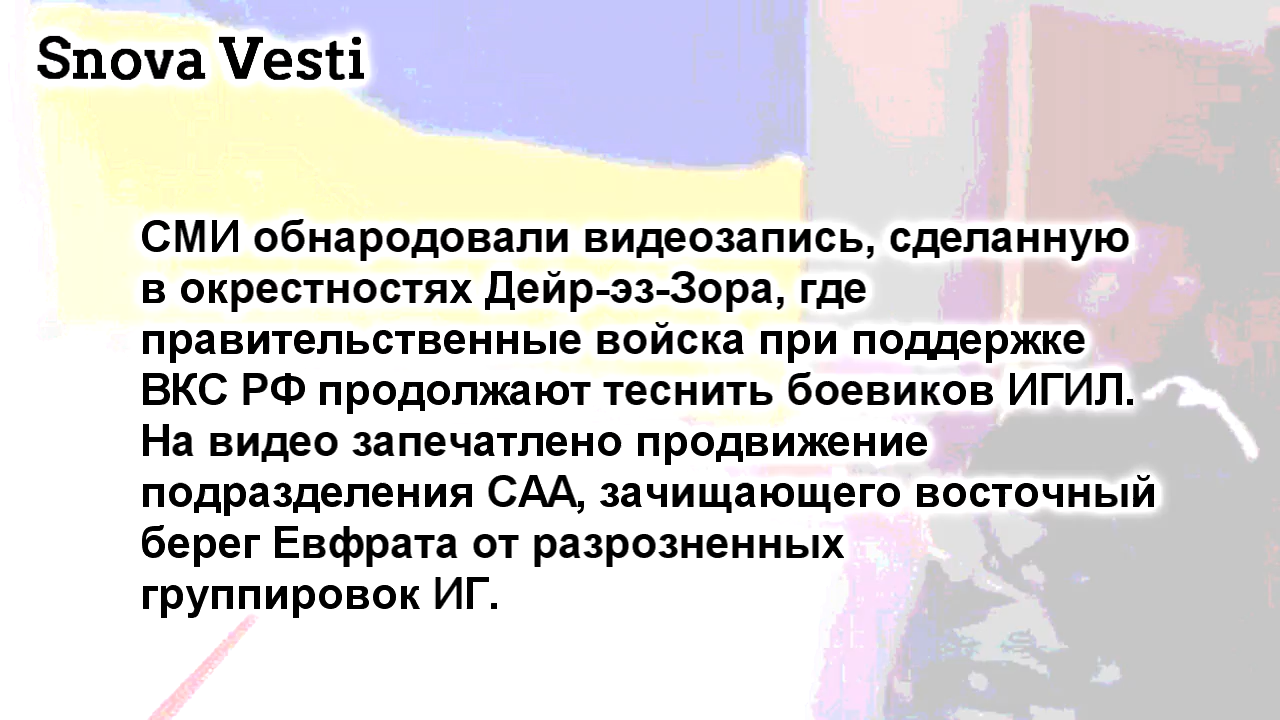 Snova Vesti
СМИ обнародовали видеозапись, сделанную
в окрестностях Дейр-эз-Зора, где
правительственные войска при поддержке
ВКС РФ продолжают теснить боевиков ИГИЛ.
На видео запечатлено продвижение
подразделения САА, зачищающего восточный
берег Евфрата от разрозненных
группировок ИГ.